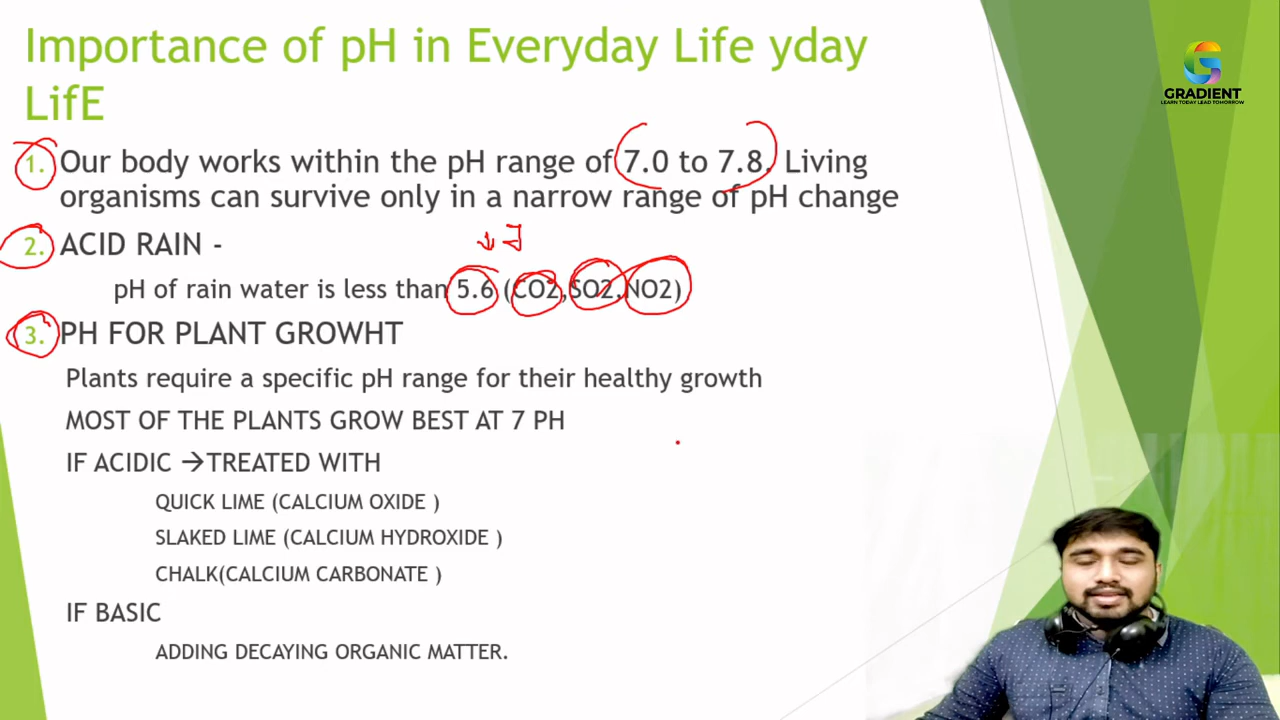 Importance of pH in Everyday Life yday
LifE
GRADIENT
LEARN TODAY LEAD TOMORROW
1. Our body works within the pH range of 7.0 to 7.8. Living
organisms can survive only in a narrow range of pH change
2. ACID RAIN -
pH of rain water is less than 5.6 (CO2,SO2,NO2)
3. PH FOR PLANT GROWHT
Plants require a specific pH range for their healthy growth
MOST OF THE PLANTS GROW BEST AT 7 PH
IF ACIDIC →TREATED WITH
QUICK LIME (CALCIUM OXIDE )
SLAKED LIME (CALCIUM HYDROXIDE )
CHALK(CALCIUM CARBONATE )
IF BASIC
ADDING DECAYING ORGANIC MATTER.